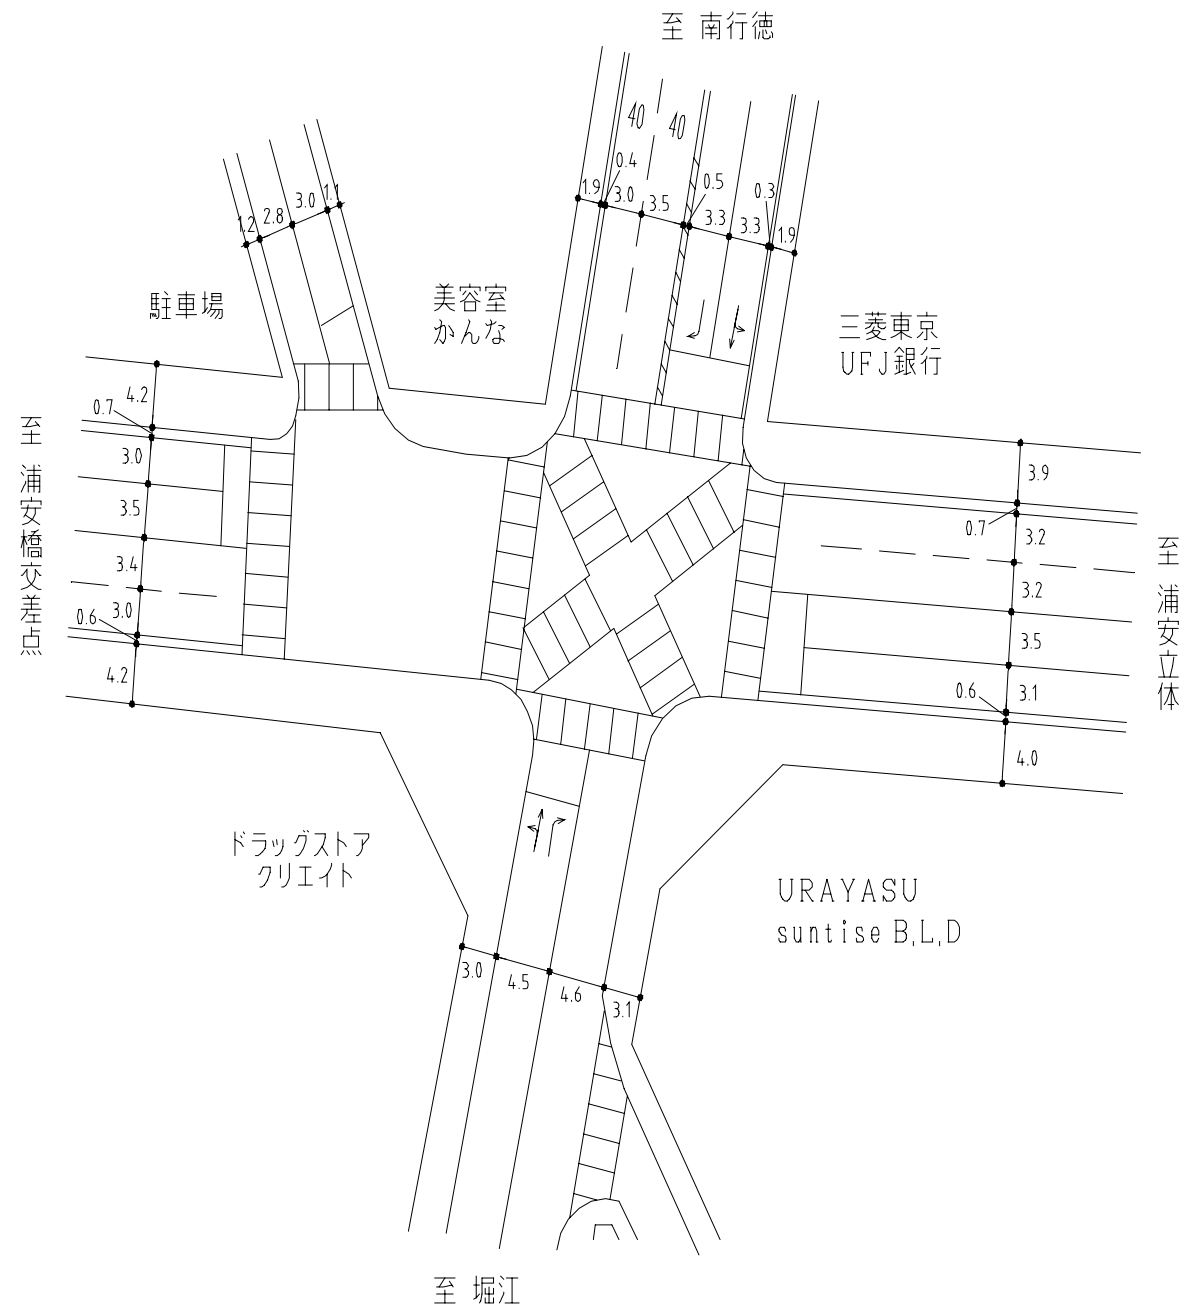 至 南行徳
40
40
0.4
1.9
3.0
3.5
0.5
3.3
0.3
3.3
1.9
1.1
3.0
2.8
1.2
駐車場
美容室
かんな
三菱東京
UFJ銀行
至 浦安橋交差点
4.2
0.7
3.0
3.5
3.4
3.0
0.6
4.2
3.9
0.7
3.2
3.2
3.5
0.6
3.1
4.0
至 浦安立体
ドラッグストア
クリエイト
URAYASU
suntise B,L,D
3.0
4.5
4.6
3.1
至 堀江